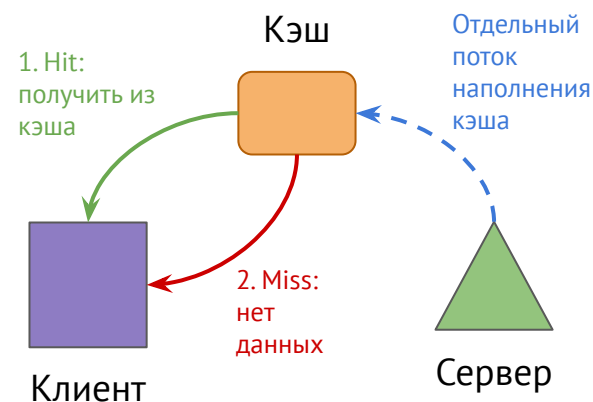 Кэш
1. Hit:
получить из
кэша
Отдельный
поток
наполнения
кэша
2. Miss:
нет
данных
Клиент
Сервер